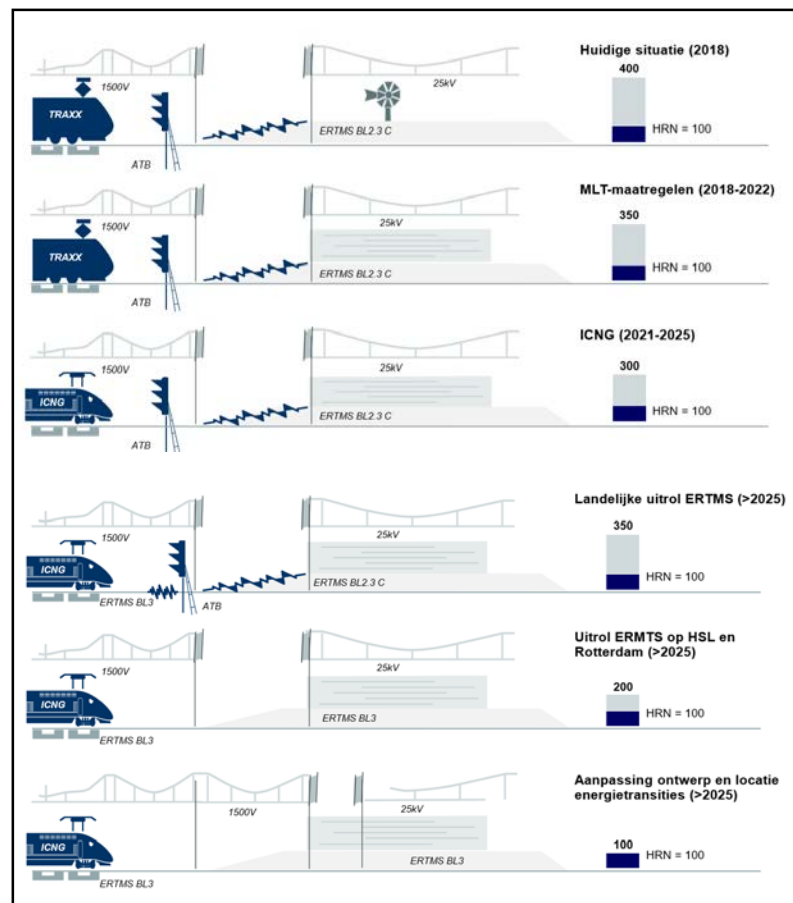 Huidige situatie (2018)
400
HRN = 100
1500V
25kV
TRAXX
ERTMS BL2.3 C
ATB
MLT-maatregelen (2018-2022)
350
HRN = 100
1500V
25kV
TRAXX
ERTMS BL2.3 C
ATB
ICNG (2021-2025)
300
HRN = 100
1500V
25kV
ICNG
ERTMS BL2.3 C
ATB
Landelijke uitrol ERTMS (>2025)
350
HRN = 100
1500V
25kV
ICNG
ERTMS BL2.3 C
ERTMS BL3
ATB
Uitrol ERMTS op HSL en
Rotterdam (>2025)
200
HRN = 100
1500V
25kV
ICNG
ERTMS BL3
ERTMS BL3
Aanpassing ontwerp en locatie
energietransities (>2025)
100
HRN = 100
1500V
25kV
ICNG
ERTMS BL3
ERTMS BL3